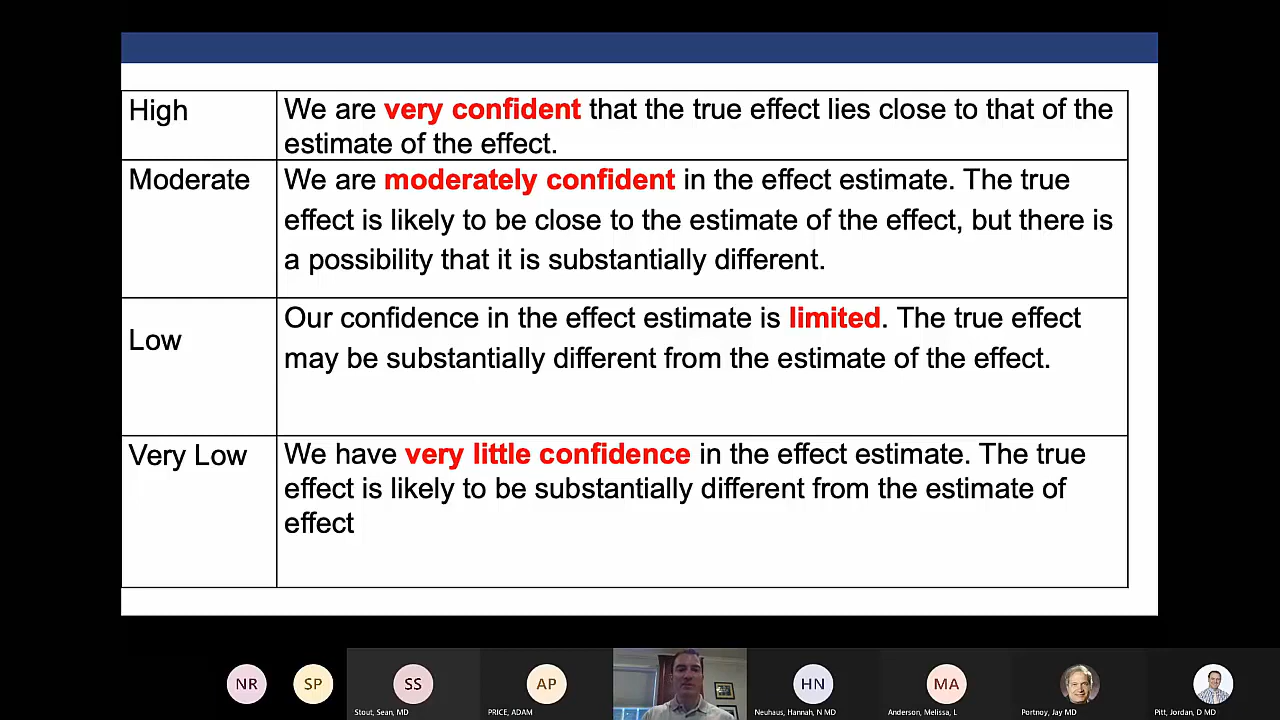 High
We are very confident that the true effect lies close to that of the
estimate of the effect.
Moderate
We are moderately confident in the effect estimate. The true
effect is likely to be close to the estimate of the effect, but there is
a possibility that it is substantially different.
Low
Our confidence in the effect estimate is limited. The true effect
may be substantially different from the estimate of the effect.
Very Low
We have very little confidence in the effect estimate. The true
effect is likely to be substantially different from the estimate of
effect
NR
SP
SS
AP
HN
MA
Stout, Sean, MD
PRICE, ADAM
Neuhaus, Hannah, N MD
Anderson, Melissa, L
Portnoy, Jay MD
Pitt, Jordan, D MD